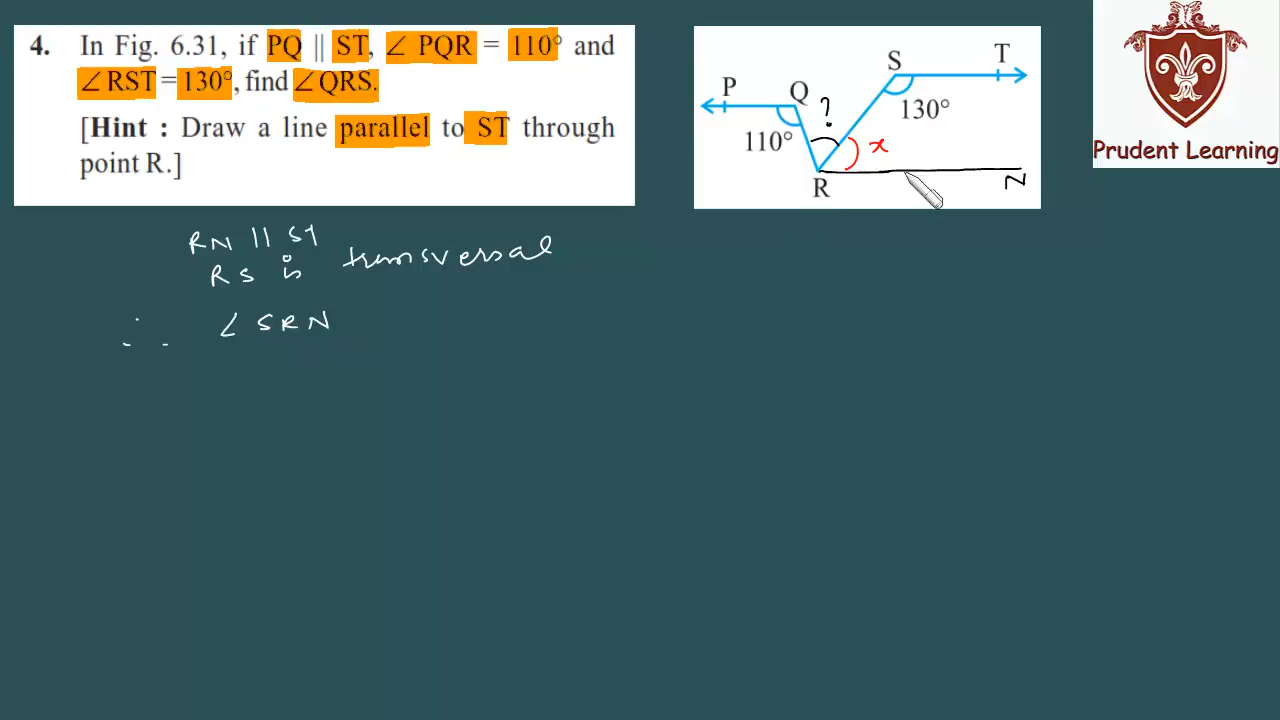 4. In Fig. 6.31, if PQ || ST, ∠ PQR = 110° and
∠ RST = 130°, find ∠ QRS.
[Hint : Draw a line parallel to ST through
point R.]
P
Q
?
S
T
110°
130°
x
R
N
Prudent Learning
RN || ST
RS is transversal
∴ ∠ SRN